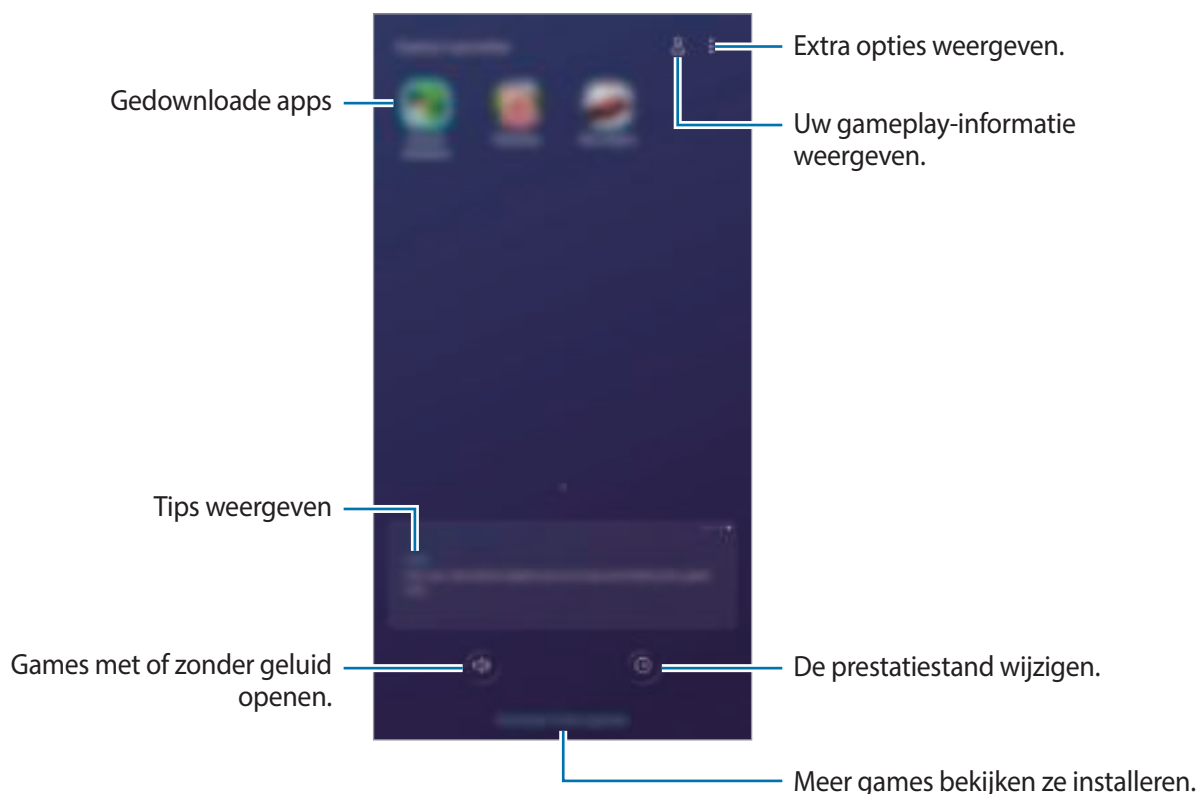 Extra opties weergeven.
Gedownloade apps
Uw gameplay-informatie
weergeven.
Tips weergeven
Games met of zonder geluid
openen.
De prestatiestand wijzigen.
Meer games bekijken ze installeren.